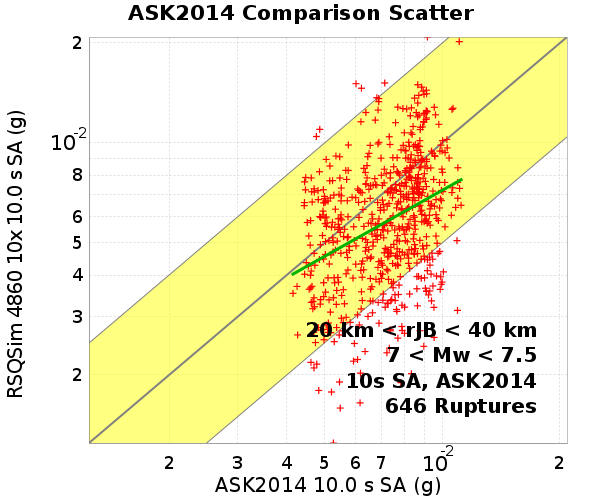 ASK2014 Comparison Scatter
RSQSim 4860 10x 10.0 s SA (g)
2
10⁻²
8
6
5
4
3
2
20 km < rJB < 40 km
7 < Mw < 7.5
10s SA, ASK2014
646 Ruptures
2 3 4 5 6 7 10⁻² 2
ASK2014 10.0 s SA (g)